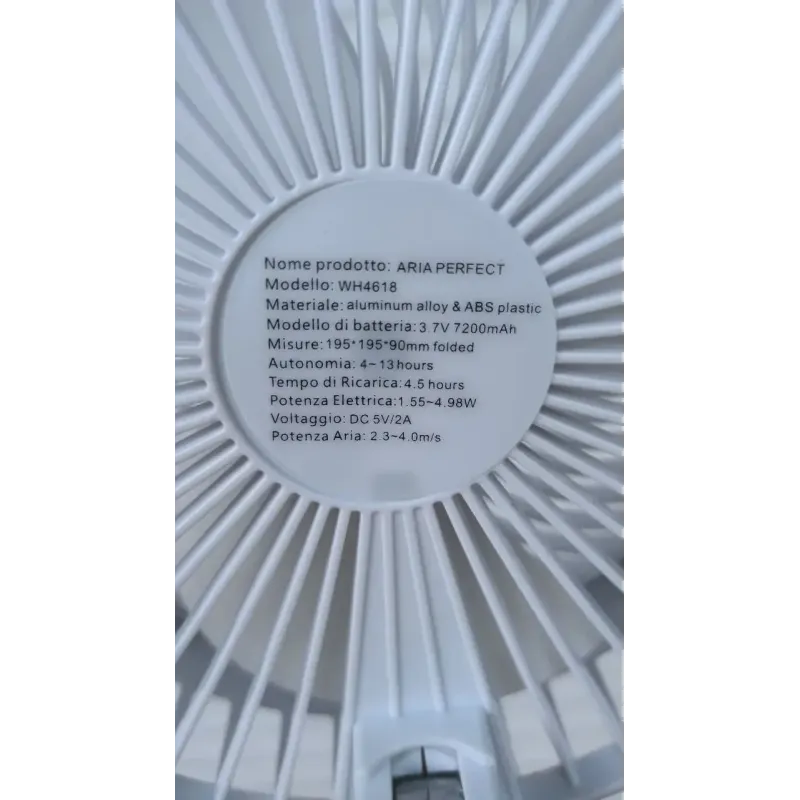 Nome prodotto: ARIA PERFECT
Modello: WH4618
Materiale: aluminum alloy & ABS plastic
Modello di batteria: 3.7V 7200mAh
Misure: 195*195*90mm folded
Autonomia: 4~13hours
Tempo di Ricarica: 4.5 hours
Potenza Elettrica:1.55~4.98W
Voltaggio: DC 5V/2A
Potenza Aria: 2.3~4.0m/s